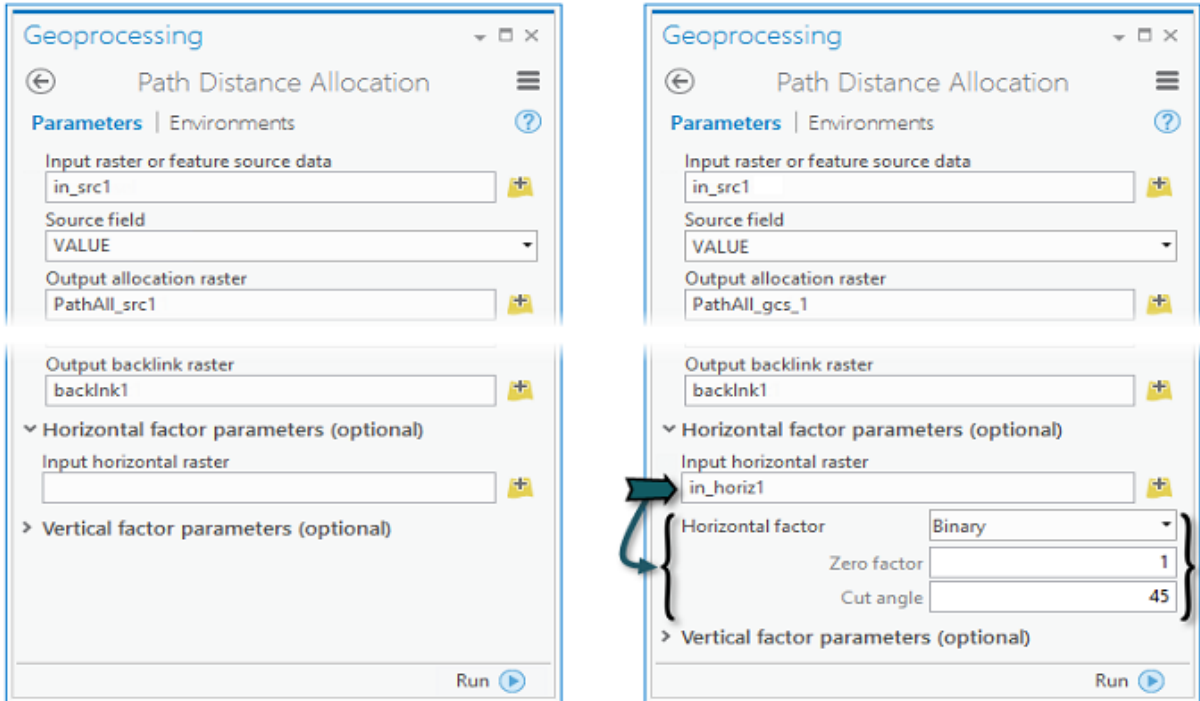 Geoprocessing
Path Distance Allocation
Parameters | Environments
Input raster or feature source data
in_src1
Source field
VALUE
Output allocation raster
PathAll_src1
Output backlink raster
backlnk1
Horizontal factor parameters (optional)
Input horizontal raster
Vertical factor parameters (optional)
Run
Geoprocessing
Path Distance Allocation
Parameters | Environments
Input raster or feature source data
in_src1
Source field
VALUE
Output allocation raster
PathAll_gcs_1
Output backlink raster
backlnk1
Horizontal factor parameters (optional)
Input horizontal raster
in_horiz1
Horizontal factor Binary
Zero factor 1
Cut angle 45
Vertical factor parameters (optional)
Run